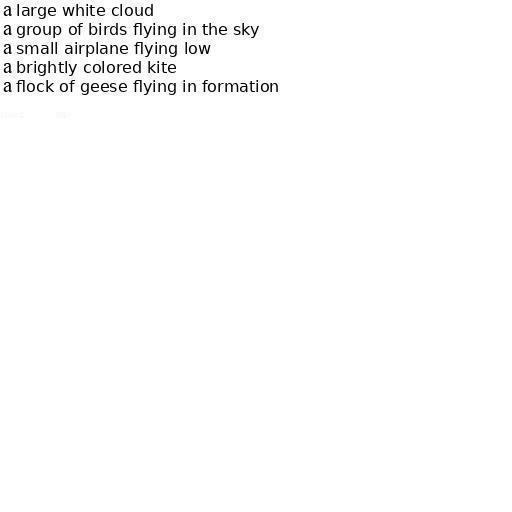 a large white cloud
a group of birds flying in the sky
a small airplane flying low
a brightly colored kite
a flock of geese flying in formation